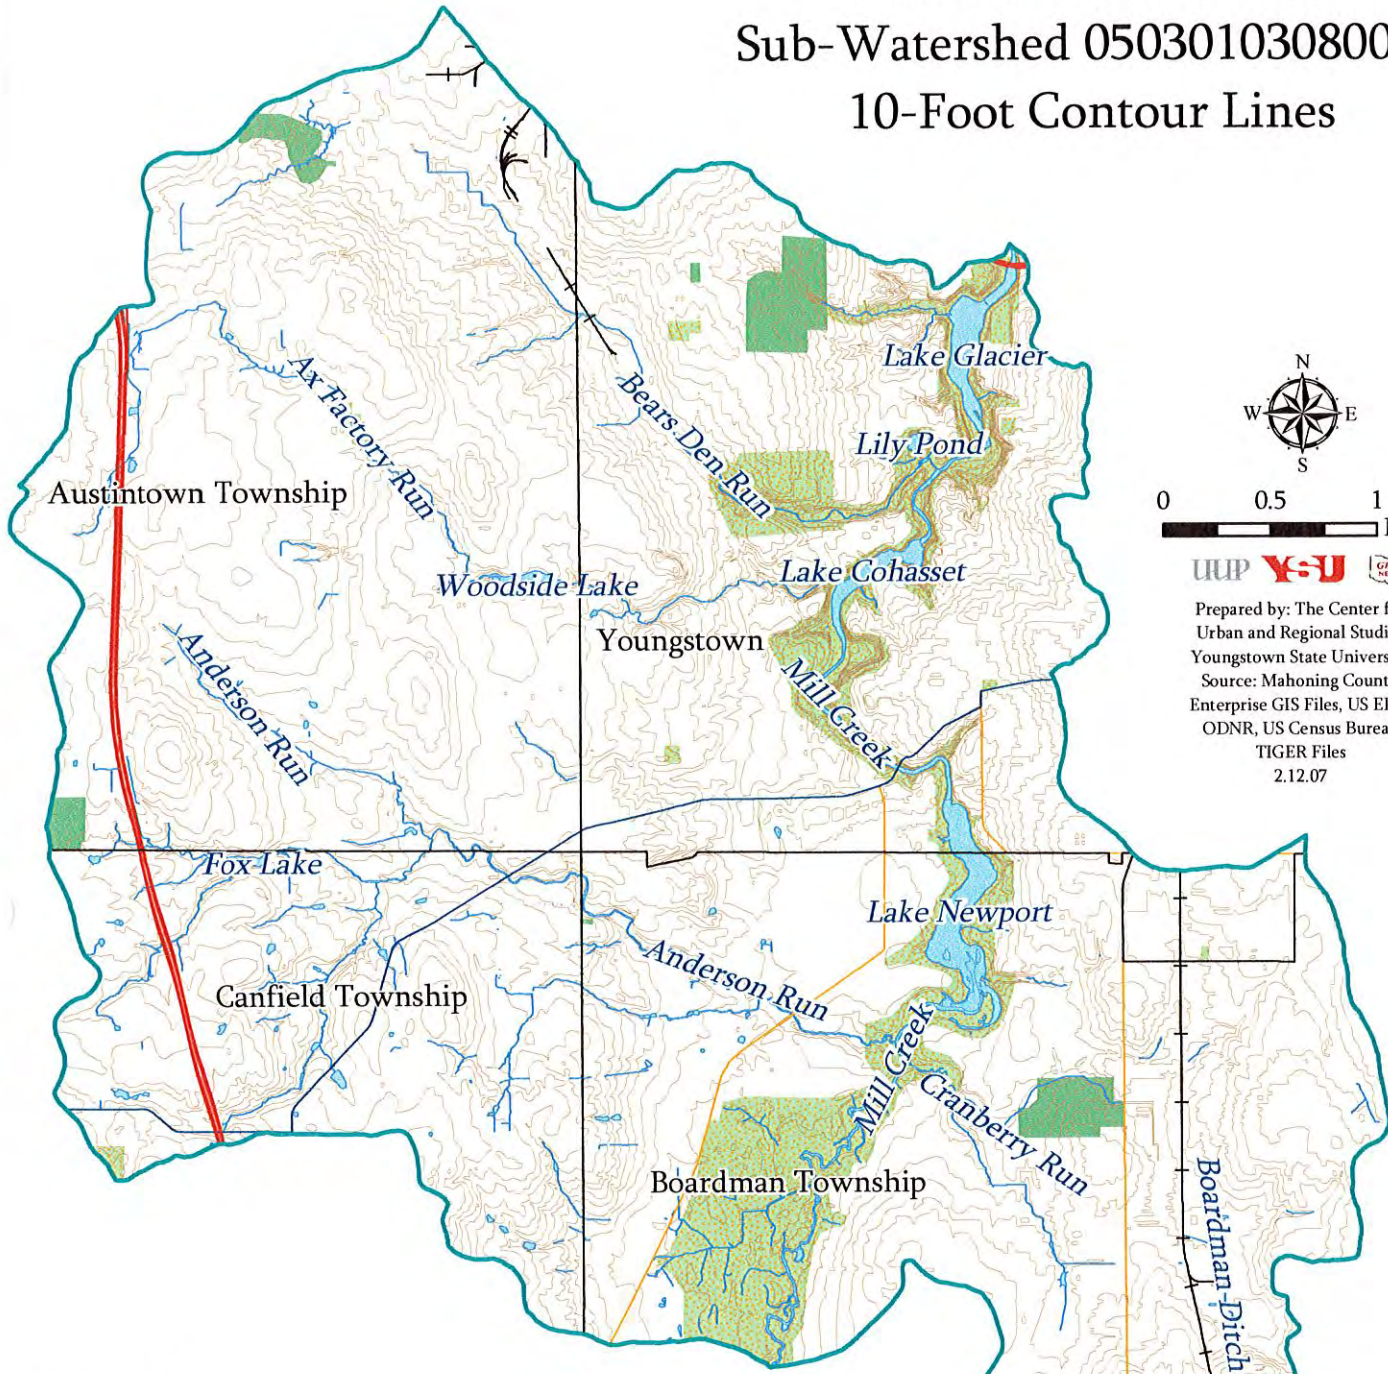 Sub-Watershed 050301030800
10-Foot Contour Lines
N
W E
S
0 0.5 1
UUP YSU
Prepared by: The Center f
Urban and Regional Studi
Youngstown State Univers
Source: Mahoning Count
Enterprise GIS Files, US E
ODNR, US Census Burea
TIGER Files
2.12.07
Lake Glacier
Ax Factory Run
Bears Den Run
Lily Pond
Austintown Township
Woodside Lake
Lake Cohasset
Youngstown
Anderson Run
Mill Creek
Fox Lake
Lake Newport
Anderson Run
Canfield Township
Mill Creek
Cranberry Run
Boardman Township
Boardman Ditch